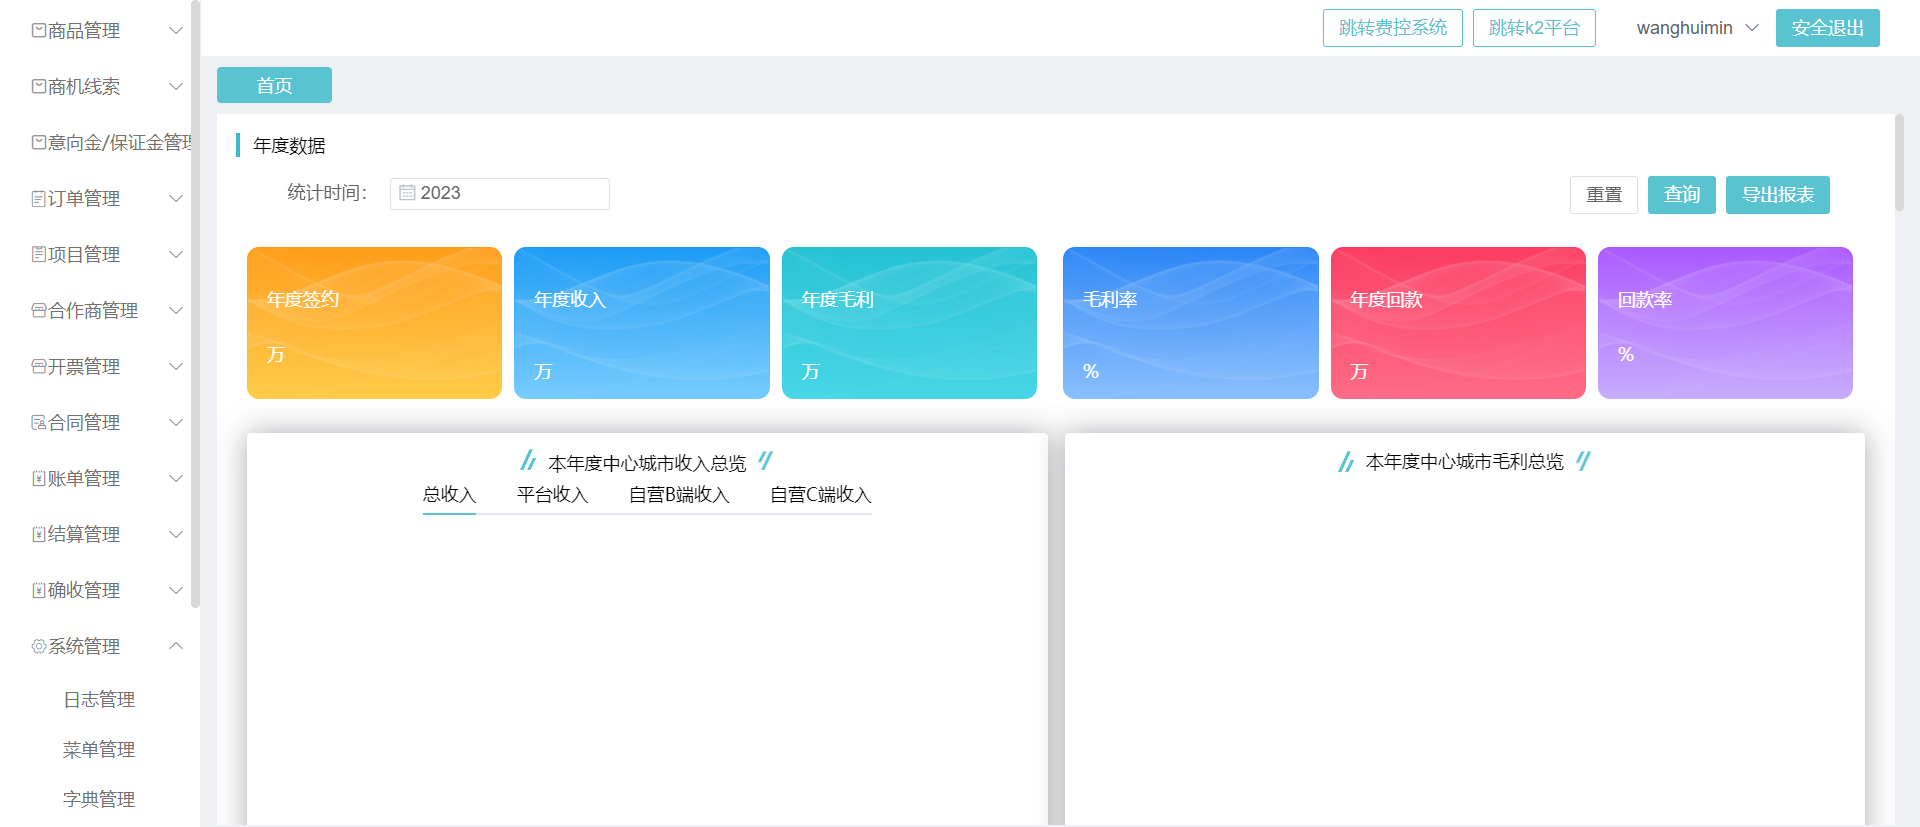 商品管理
商机线索
意向金/保证金管理
订单管理
项目管理
合作商管理
开票管理
合同管理
账单管理
结算管理
确收管理
系统管理
日志管理
菜单管理
字典管理
跳转费控系统 跳转k2平台 wanghuimin 安全退出
首页
年度数据
统计时间： 2023 重置 查询 导出报表
年度签约 年度收入 年度毛利 毛利率 年度回款 回款率
万 万 万 % 万 %
本年度中心城市收入总览
总收入 平台收入 自营B端收入 自营C端收入
本年度中心城市毛利总览